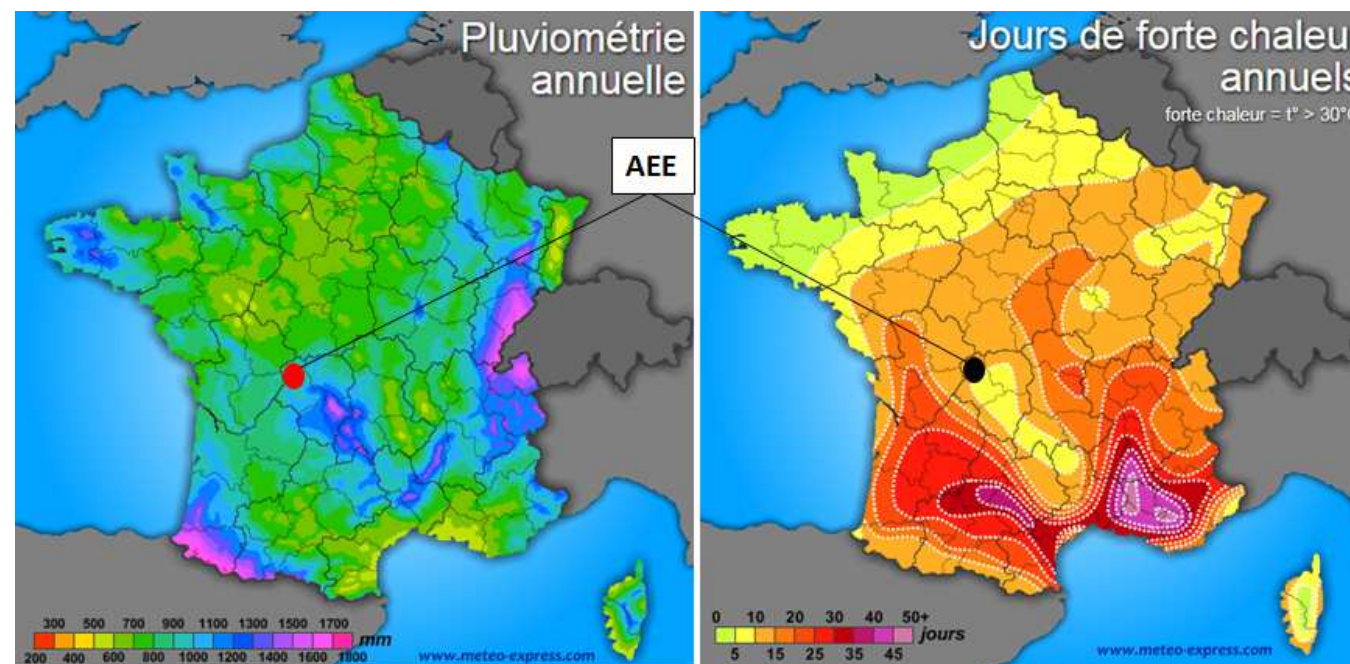 Pluviométrie
annuelle
300 500 700 900 1100 1300 1500 1700
mm
200 400 600 800 1000 1200 1400 1600 1800
www.meteo-express.com
AEE
Jours de forte chaleu
annuels
forte chaleur = t° > 30°C
0 10 20 30 40 50+
jours
5 15 25 35 45
www.meteo-express.com